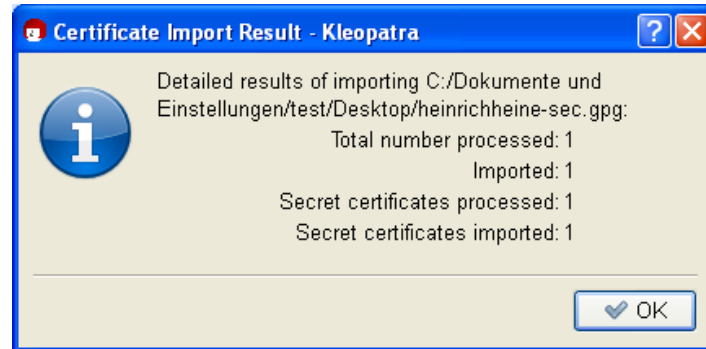 Certificate Import Result - Kleopatra
Detailed results of importing C:/Dokumente und
Einstellungen/test/Desktop/heinrichheine-sec.gpg:
Total number processed: 1
Imported: 1
Secret certificates processed: 1
Secret certificates imported: 1
OK